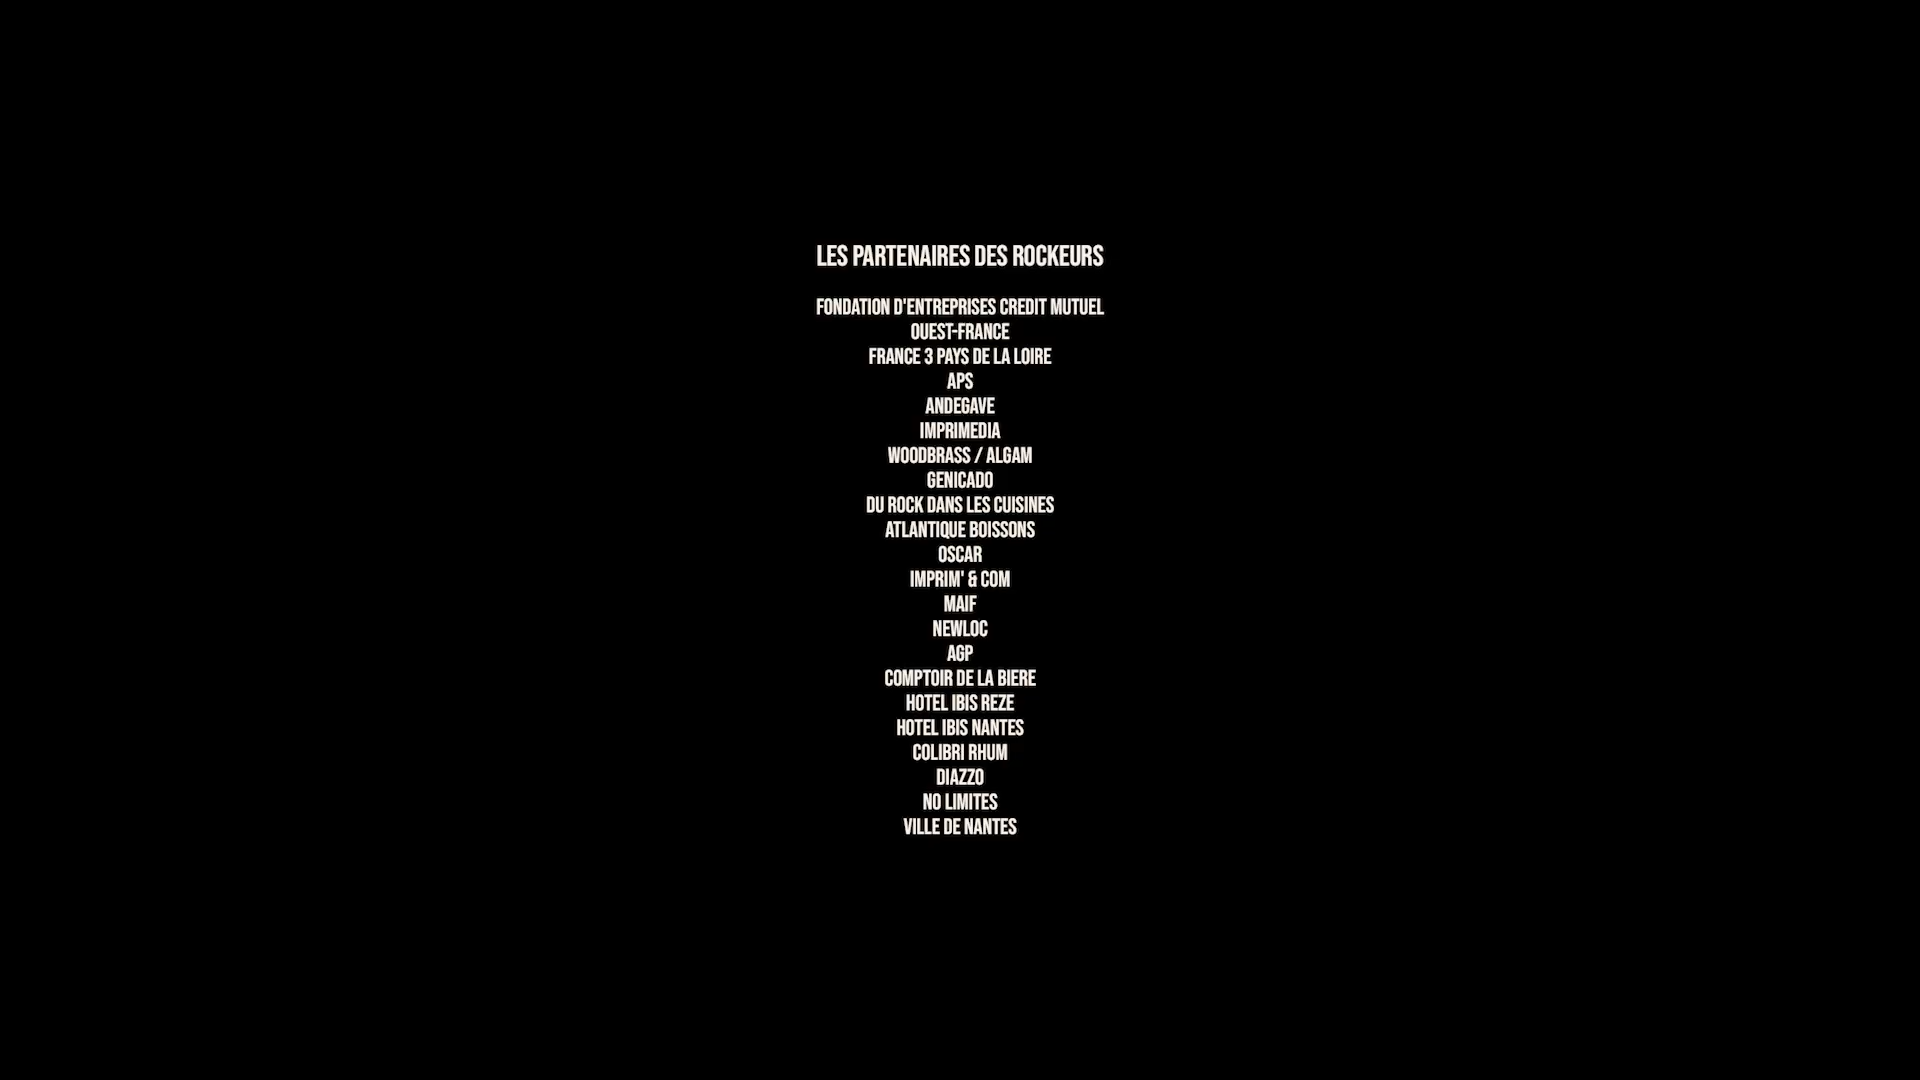 LES PARTENAIRES DES ROCKEURS
FONDATION D'ENTREPRISES CREDIT MUTUEL
OUEST-FRANCE
FRANCE 3 PAYS DE LA LOIRE
APS
ANDEGAVE
IMPRIMEDIA
WOODBRASS / ALGAM
GENICADO
DU ROCK DANS LES CUISINES
ATLANTIQUE BOISSONS
OSCAR
IMPRIM' & COM
MAIF
NEWLOC
AGP
COMPTOIR DE LA BIERE
HOTEL IBIS REZE
HOTEL IBIS NANTES
COLIBRI RHUM
DIAZZO
NO LIMITES
VILLE DE NANTES